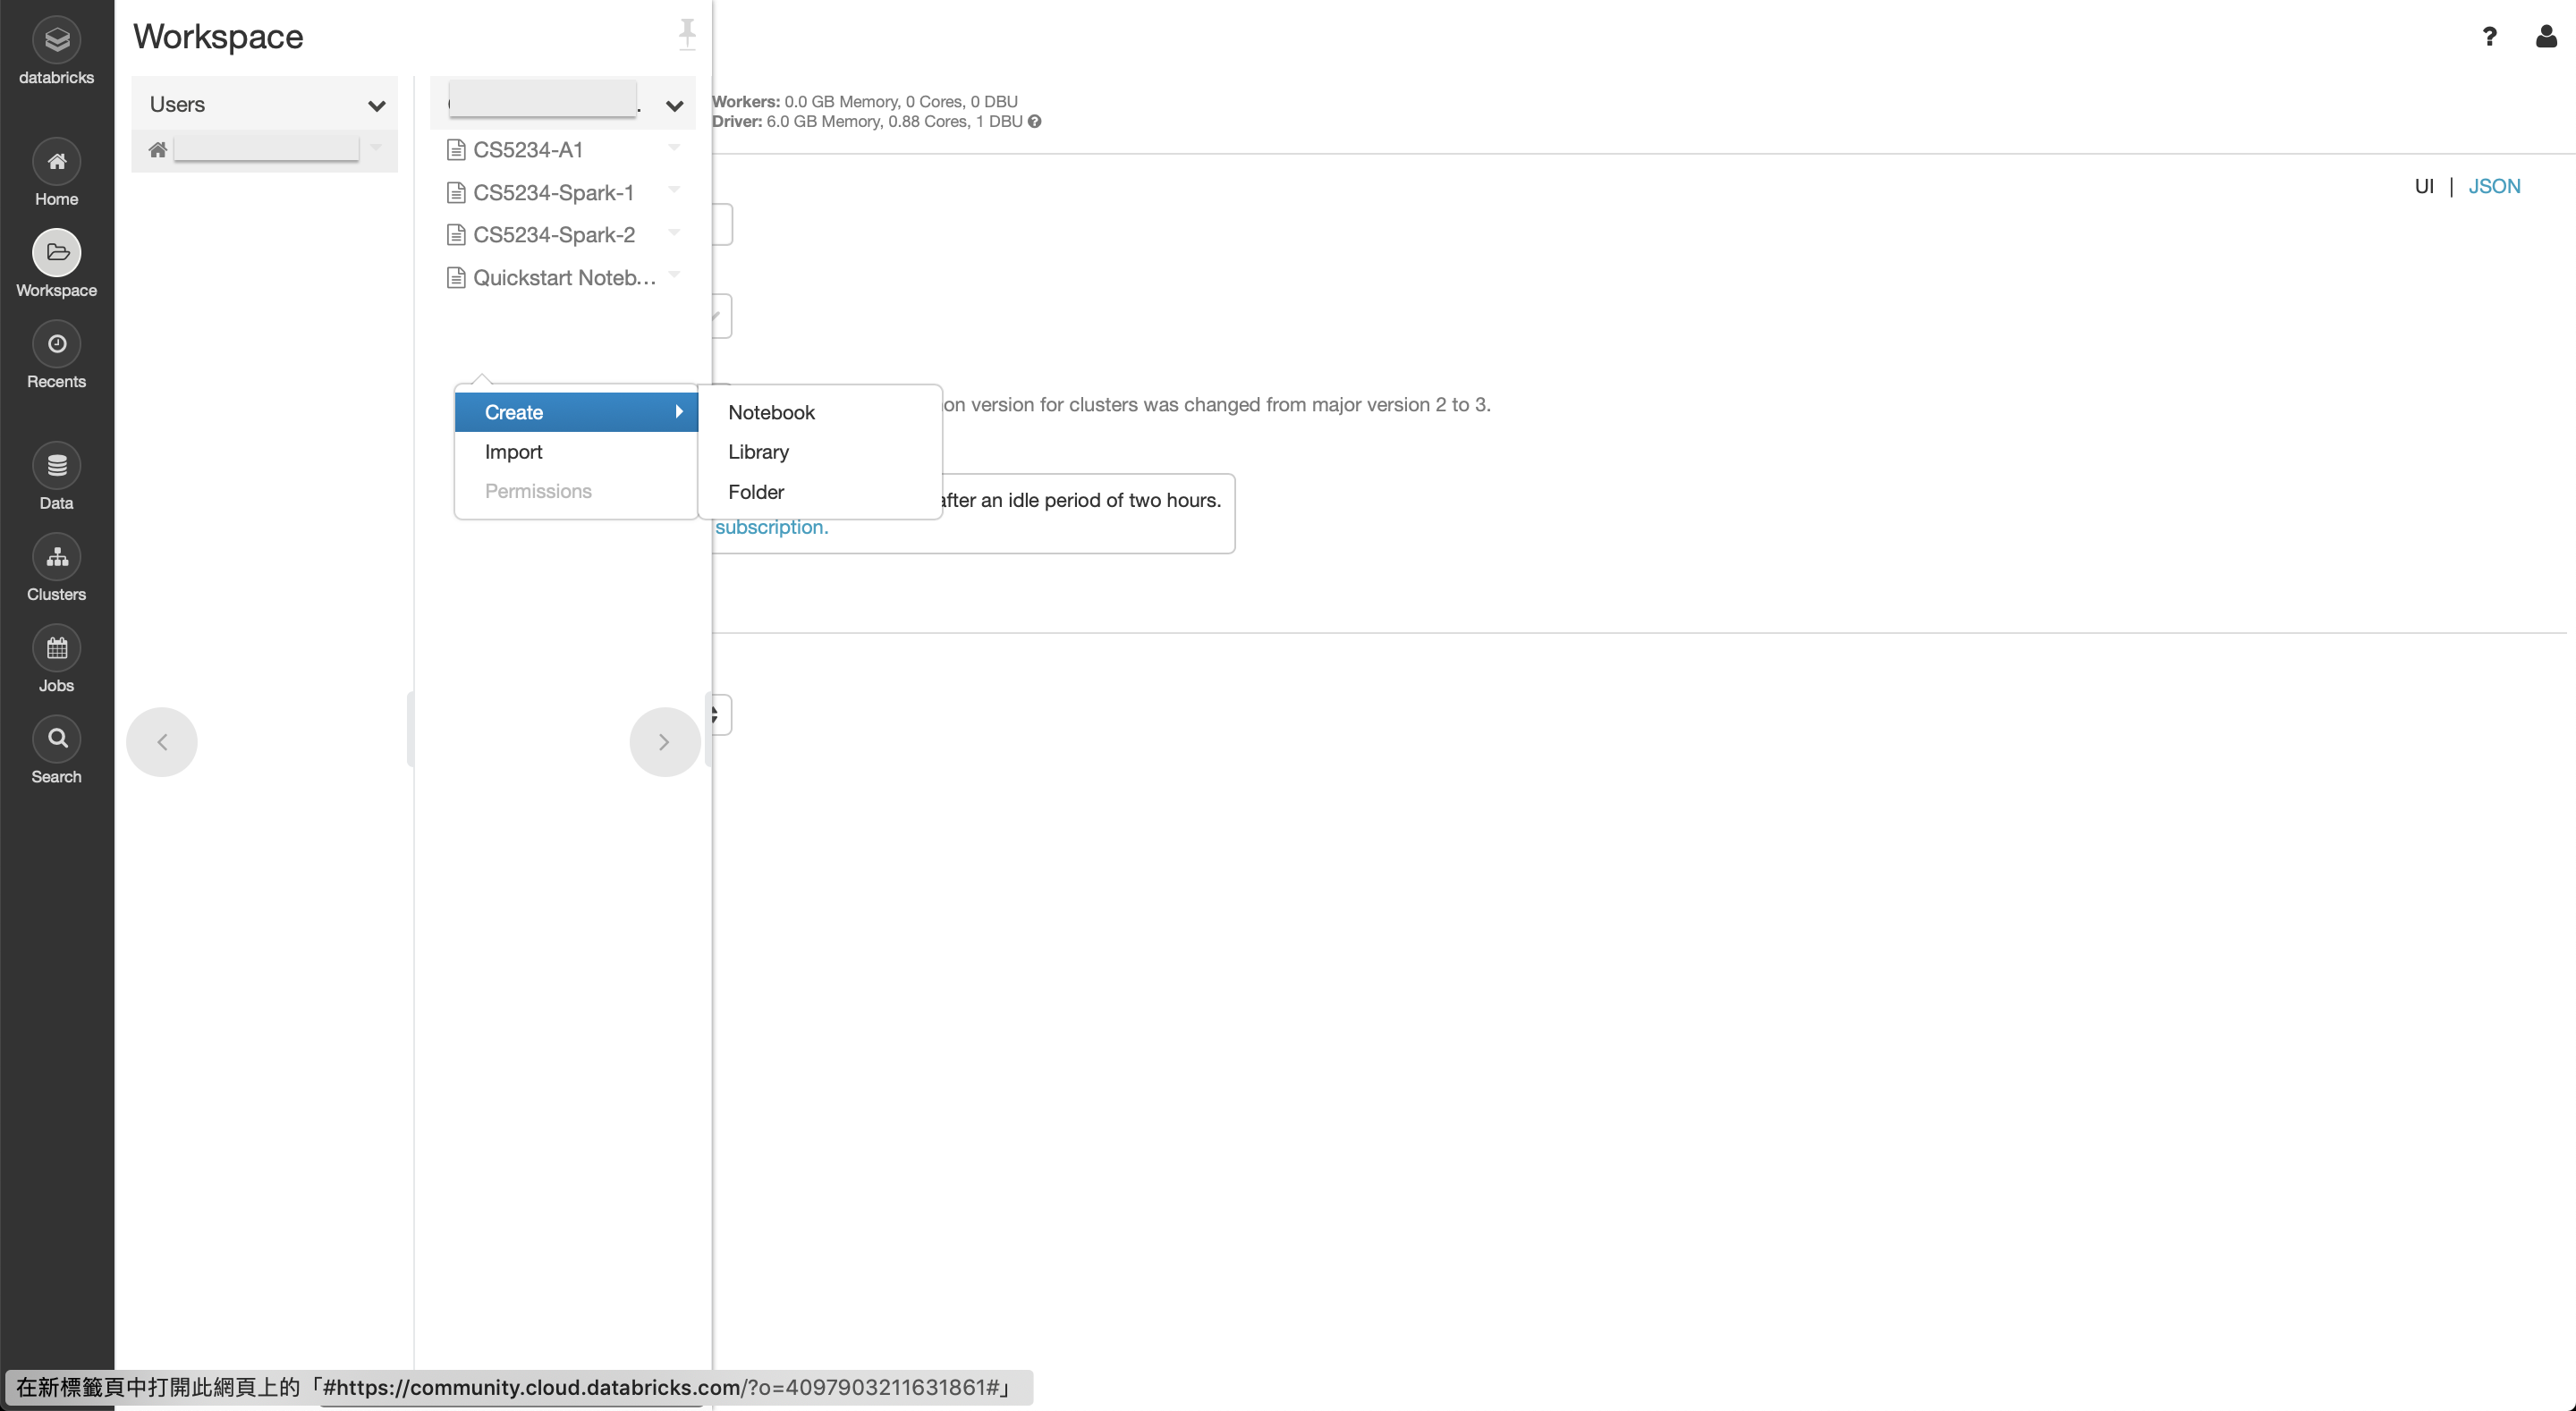 databricks
Home
Workspace
Recents
Data
Clusters
Jobs
Search
Workspace
Users
CS5234-A1
CS5234-Spark-1
CS5234-Spark-2
Quickstart Noteb...
Create
Import
Permissions
Notebook
Library
Folder
?
Workers: 0.0 GB Memory, 0 Cores, 0 DBU
Driver: 6.0 GB Memory, 0.88 Cores, 1 DBU ?
UI | JSON
on version for clusters was changed from major version 2 to 3.
after an idle period of two hours.
subscription.
在新標籤頁中打開此網頁上的「#https://community.cloud.databricks.com/?o=4097903211631861#」